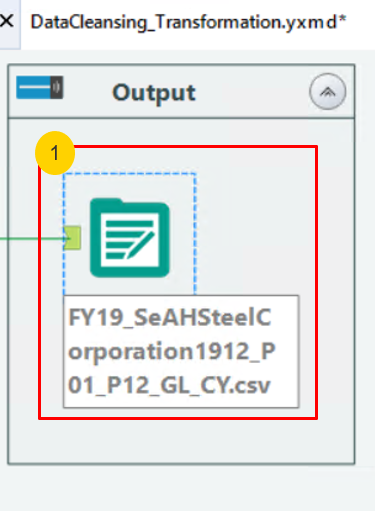 DataCleansing_Transformation.yxmd*
Output
1
FY19_SeAHSteelC
orporation1912_P
01_P12_GL_CY.csv